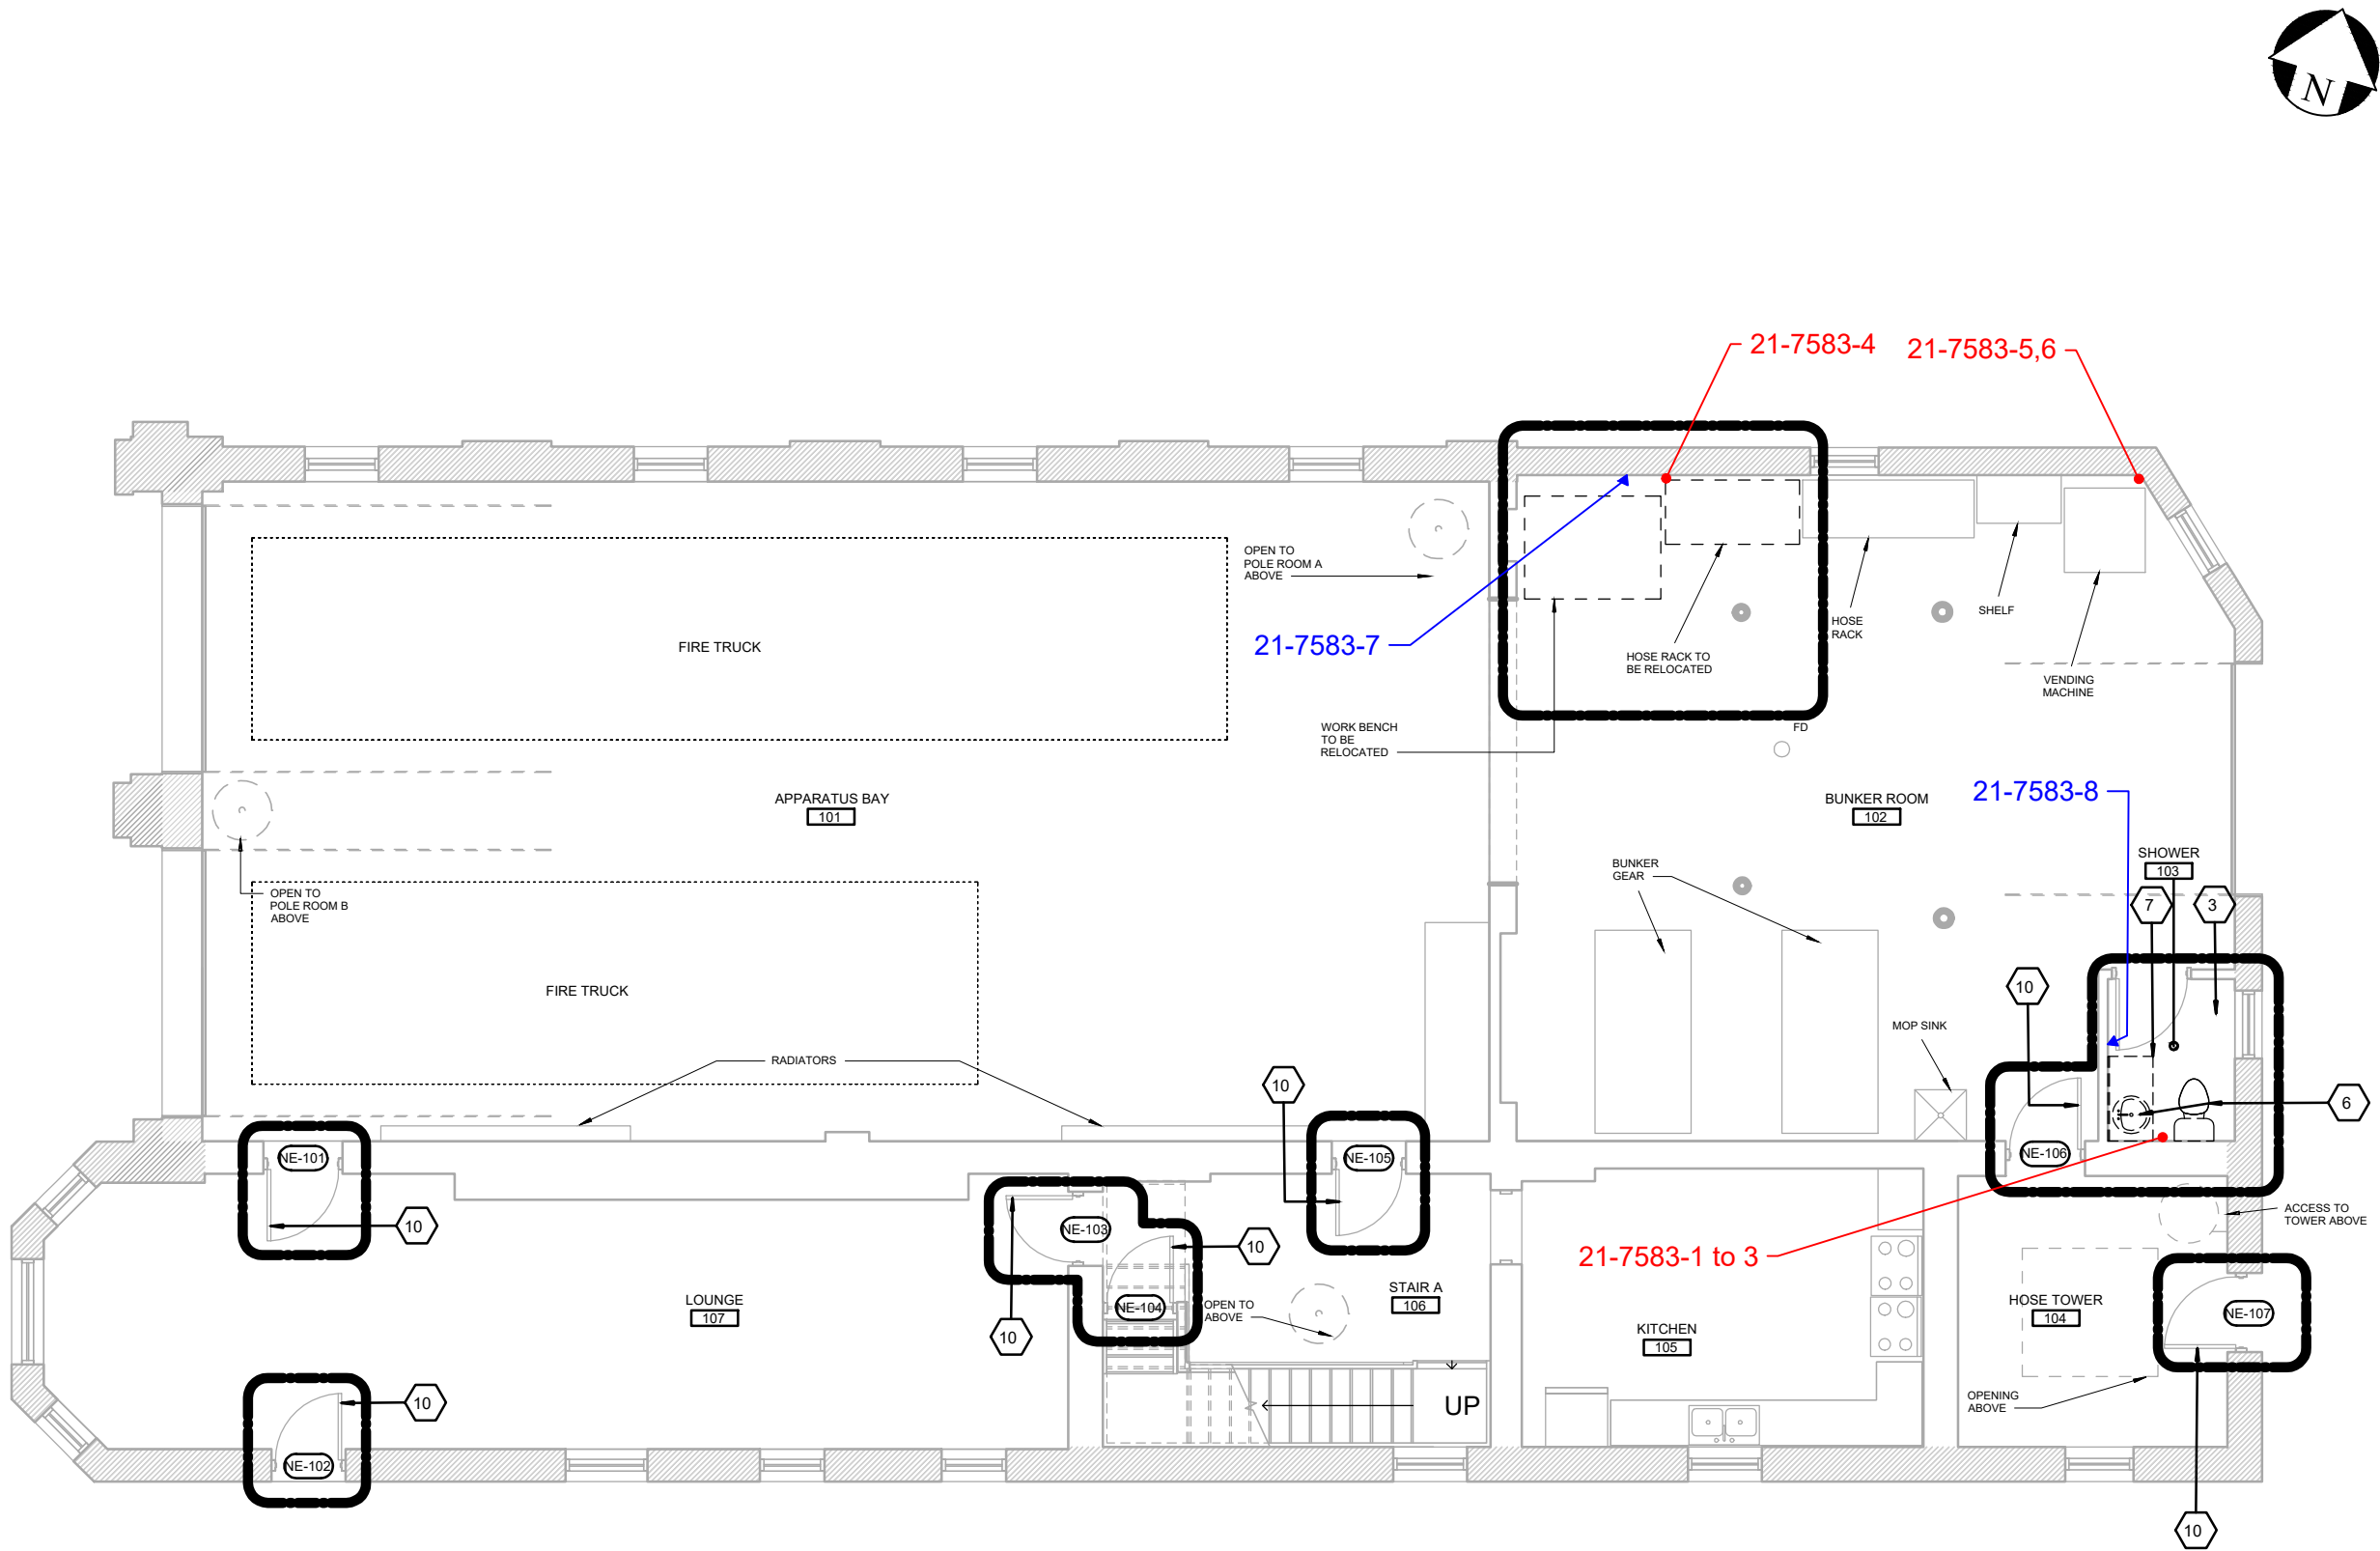 N
21-7583-4
21-7583-5,6
OPEN TO
POLE ROOM A
ABOVE
21-7583-7
FIRE TRUCK
HOSE
RACK
SHELF
HOSE RACK TO
BE RELOCATED
VENDING
MACHINE
WORK BENCH
TO BE
RELOCATED
FD
APPARATUS BAY
101
BUNKER ROOM
102
21-7583-8
SHOWER
103
BUNKER
GEAR
OPEN TO
POLE ROOM B
ABOVE
7
3
FIRE TRUCK
10
MOP SINK
RADIATORS
10
6
NE-101
NE-105
NE-106
10
NE-103
10
21-7583-1 to 3
ACCESS TO
TOWER ABOVE
LOUNGE
107
NE-104
OPEN TO
ABOVE
STAIR A
106
KITCHEN
105
HOSE TOWER
104
NE-107
10
10
UP
OPENING
ABOVE
NE-102
10